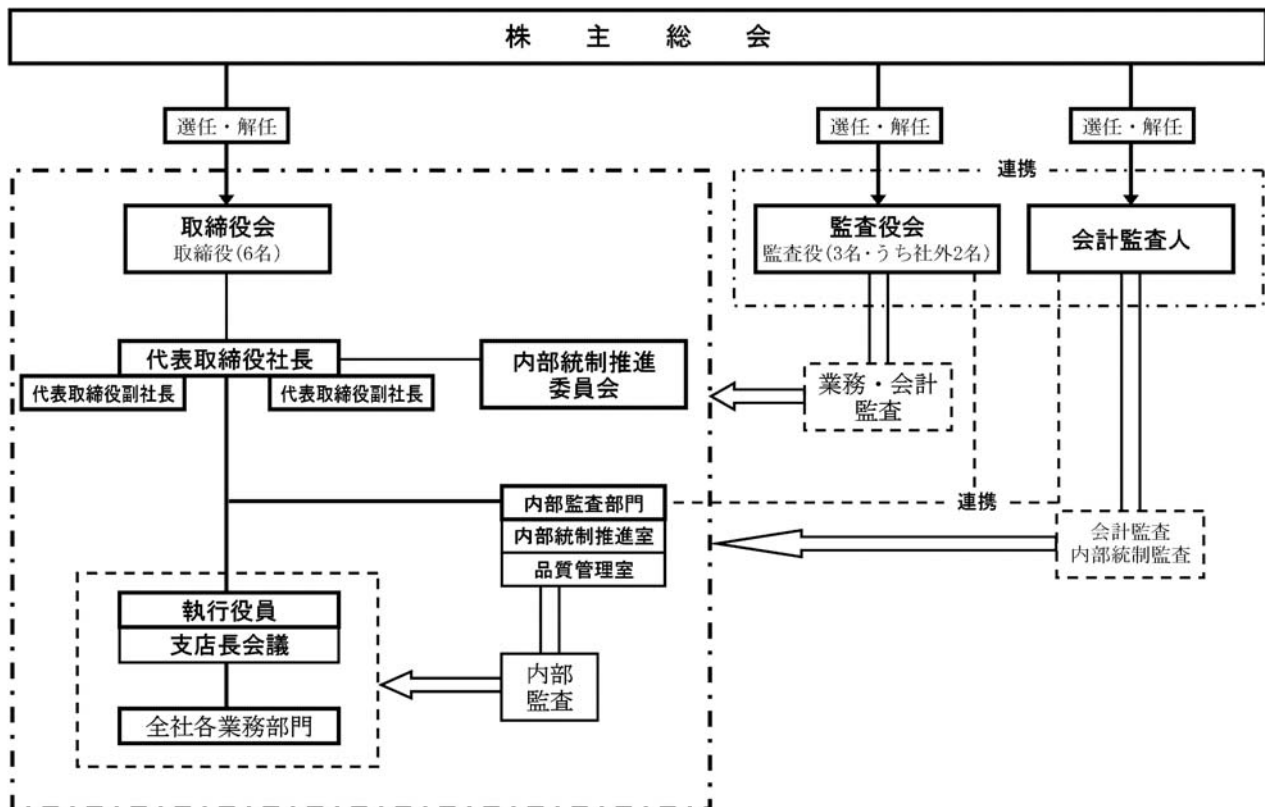 株主総会
選任・解任
選任・解任
選任・解任
連携
取締役会
取締役(6名)
監査役会
監査役(3名・うち社外2名)
会計監査人
代表取締役社長
代表取締役副社長
代表取締役副社長
内部統制推進
委員会
業務・会計
監査
内部監査部門
内部統制推進室
品質管理室
連携
会計監査
内部統制監査
執行役員
支店長会議
内部
監査
全社各業務部門